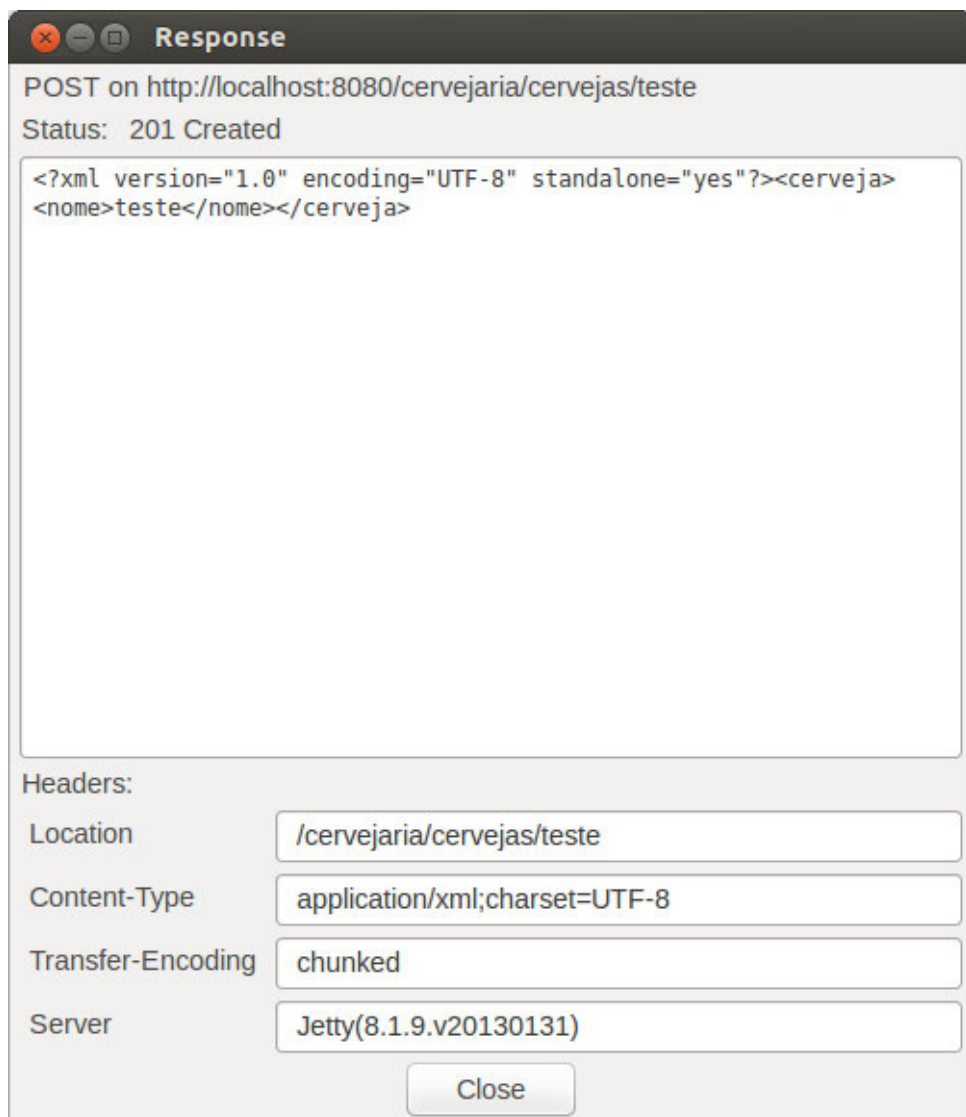 Response
POST on http://localhost:8080/cervejaria/cervejas/teste
Status: 201 Created
<?xml version="1.0" encoding="UTF-8" standalone="yes"?><cerveja>
<nome>teste</nome></cerveja>
Headers:
Location /cervejaria/cervejas/teste
Content-Type application/xml;charset=UTF-8
Transfer-Encoding chunked
Server Jetty(8.1.9.v20130131)
Close